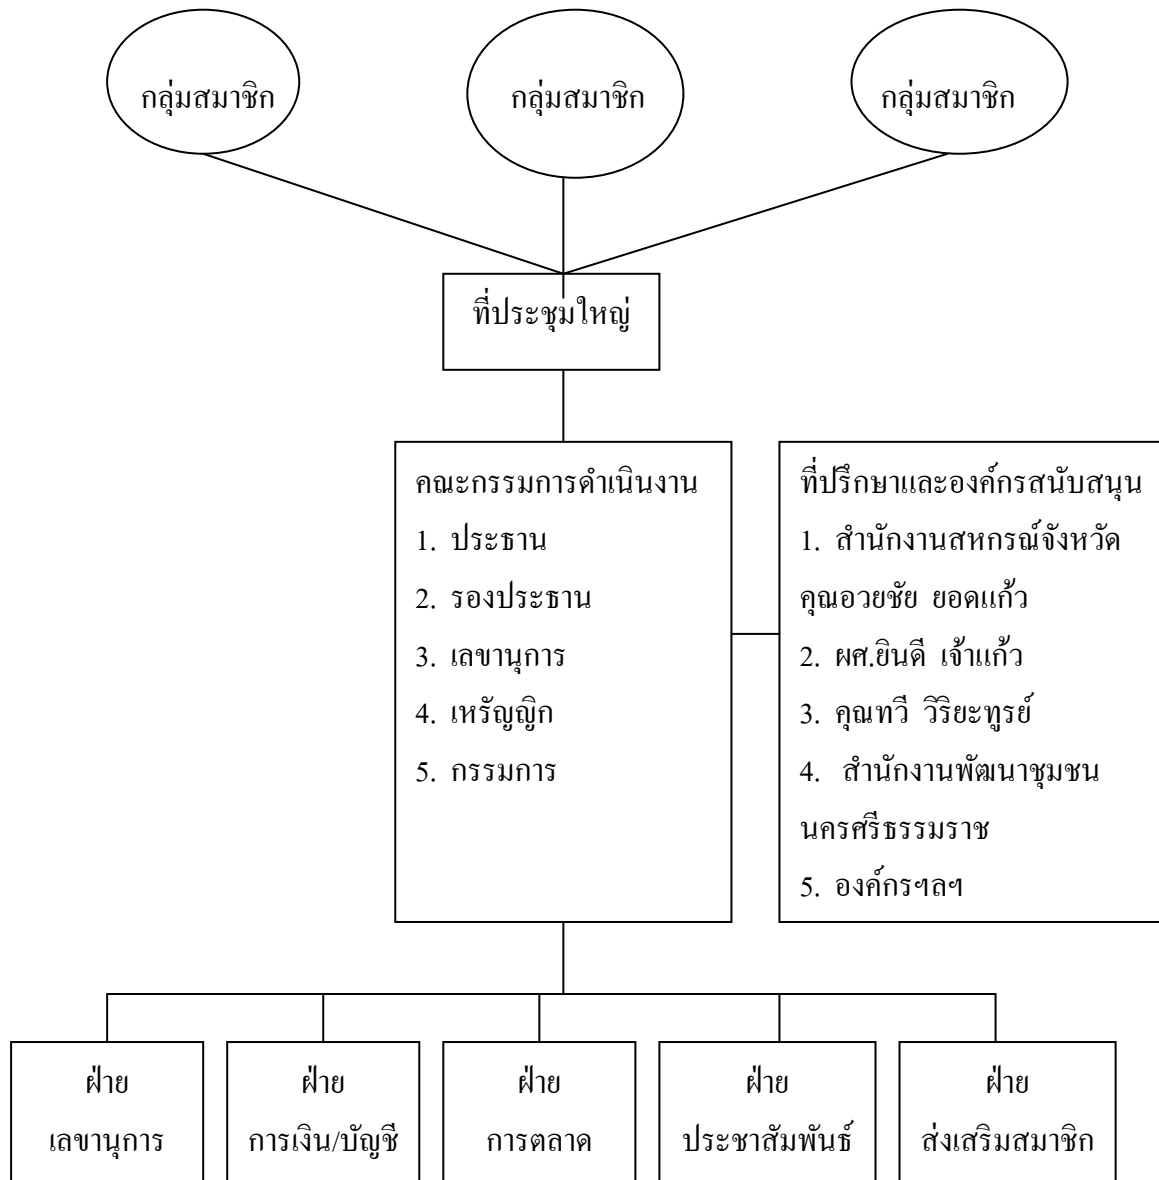 กลุ่มสมาชิก
กลุ่มสมาชิก
กลุ่มสมาชิก
ที่ประชุมใหญ่
คณะกรรมการดำเนินงาน
1. ประธาน
2. รองประธาน
3. เลขานุการ
4. เหรัญญิก
5. กรรมการ
ที่ปรึกษาและองค์กรสนับสนุน
1. สำนักงานสหกรณ์จังหวัด
คุณอวยชัย ยอดแก้ว
2. ผศ.ยินดี เจ้าแก้ว
3. คุณทวี วิริยะทูรย์
4. สำนักงานพัฒนาชุมชน
นครศรีธรรมราช
5. องค์กรฯลฯ
ฝ่าย
เลขานุการ
ฝ่าย
การเงิน/บัญชี
ฝ่าย
การตลาด
ฝ่าย
ประชาสัมพันธ์
ฝ่าย
ส่งเสริมสมาชิก